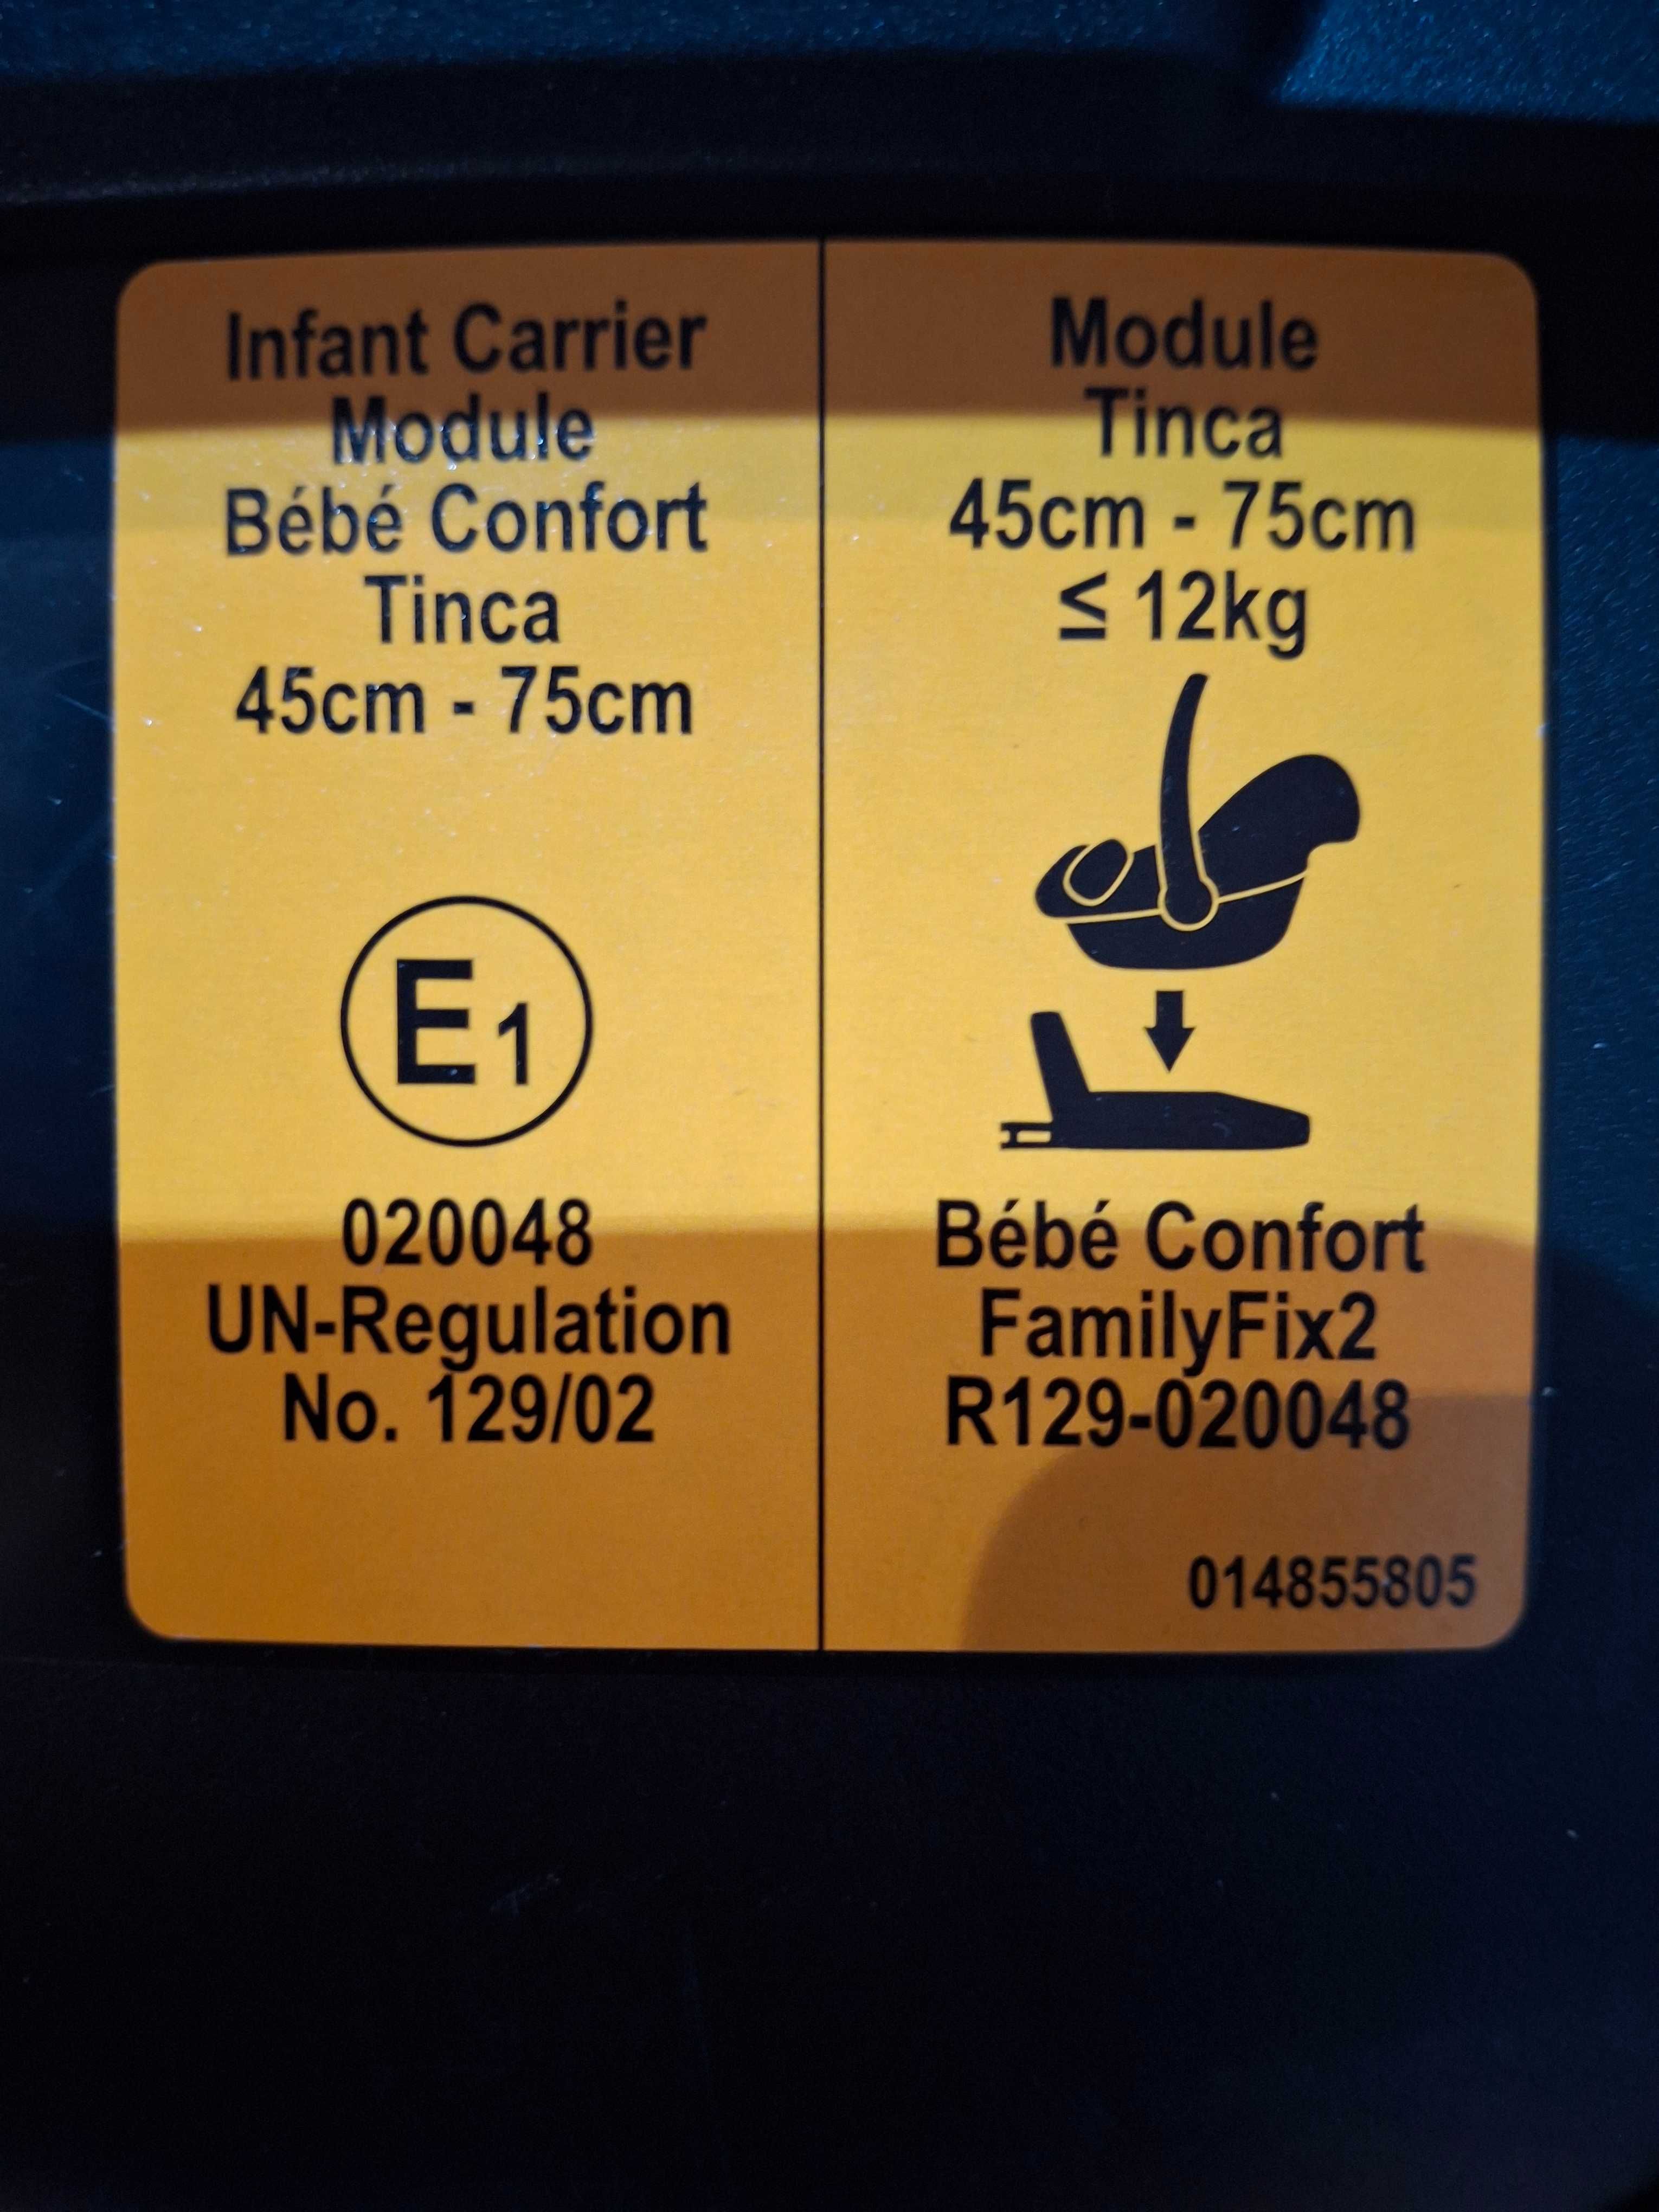 Infant Carrier
Module
Bébé Confort
Tinca
45cm - 75cm
E1
020048
UN-Regulation
No. 129/02
Module
Tinca
45cm - 75cm
≤ 12kg
Bébé Confort
FamilyFix2
R129-020048
014855805